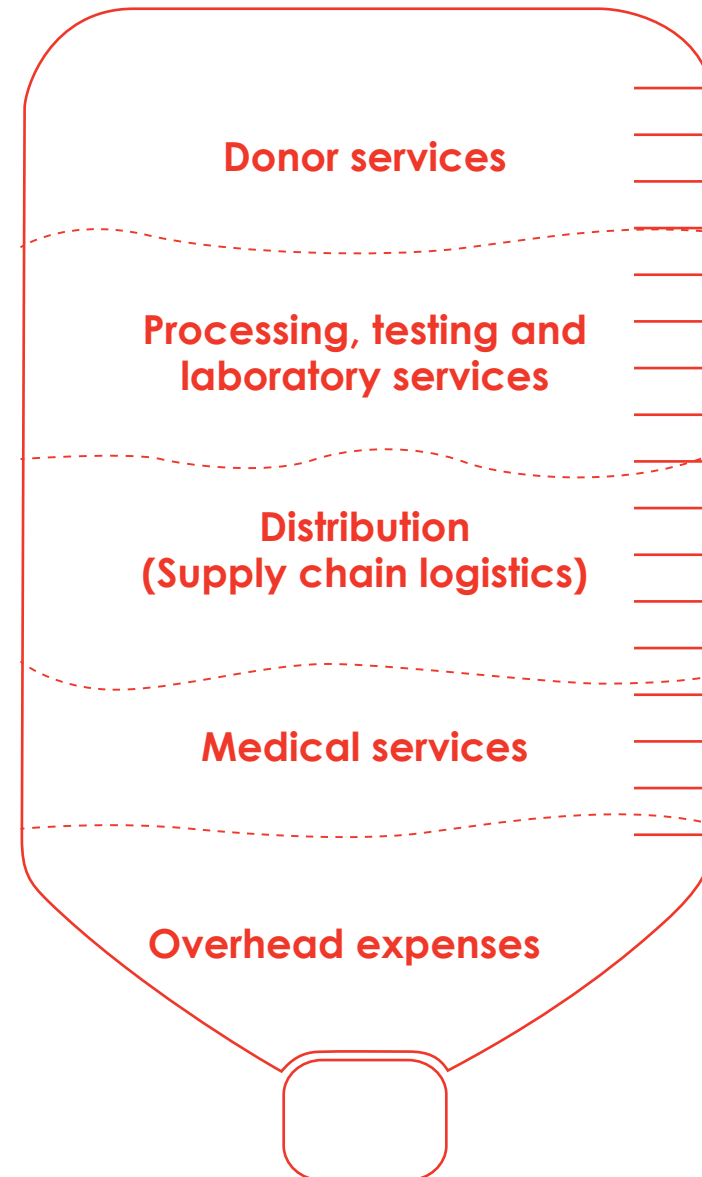 Donor services
Processing, testing and
laboratory services
Distribution
(Supply chain logistics)
Medical services
Overhead expenses